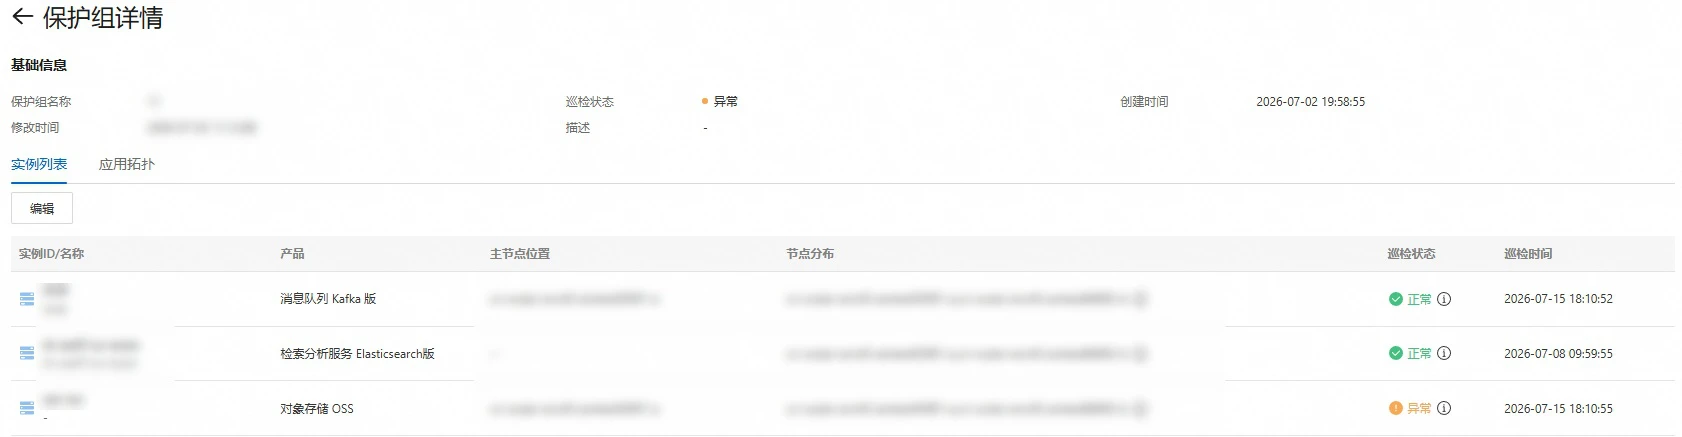 保护组详情
基础信息
保护组名称 巡检状态 异常 创建时间 2026-07-02 19:58:55
修改时间 描述 -
实例列表 应用拓扑
编辑
实例ID/名称 产品 主节点位置 节点分布 巡检状态 巡检时间
消息队列 Kafka 版 正常 2026-07-15 18:10:52
检索分析服务 Elasticsearch版 正常 2026-07-08 09:59:55
- 对象存储 OSS 异常 2026-07-15 18:10:55